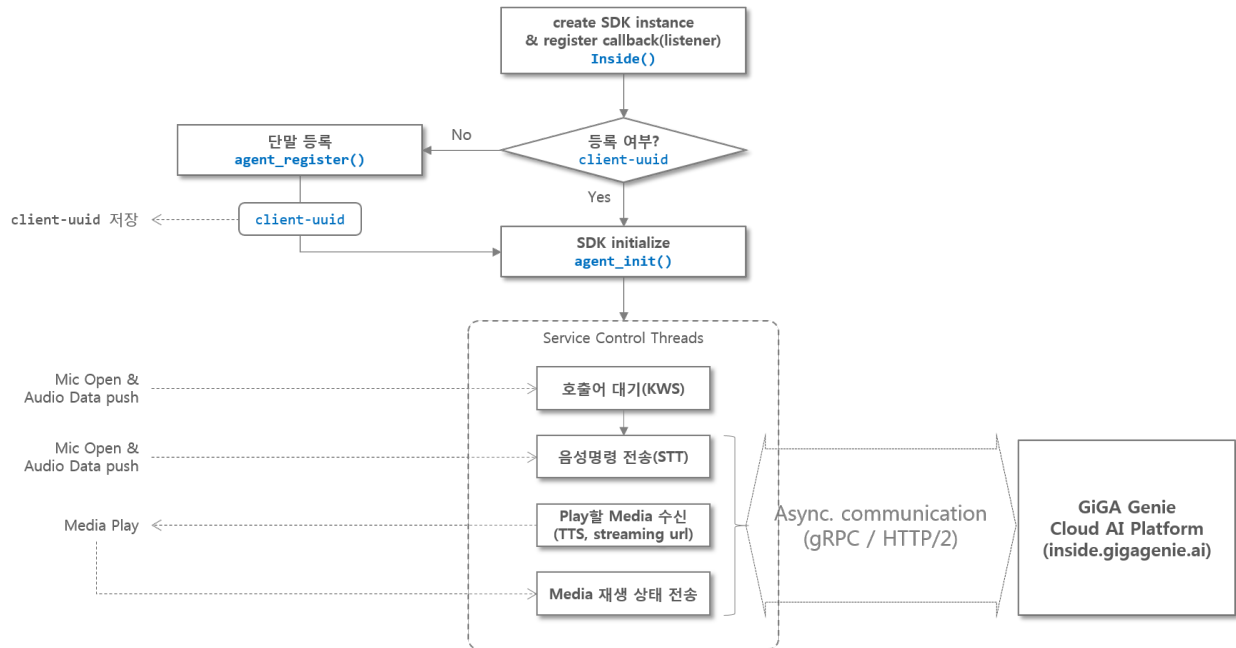 create SDK instance
& register callback(listener)
Inside()
등록 여부?
client-uuid
No
Yes
단말 등록
agent_register()
client-uuid
client-uuid 저장
SDK initialize
agent_init()
Service Control Threads
Mic Open &
Audio Data push
호출어 대기(KWS)
Mic Open &
Audio Data push
음성명령 전송(STT)
Media Play
Play할 Media 수신
(TTS, streaming url)
Media 재생 상태 전송
Async. communication
(gRPC / HTTP/2)
GiGA Genie
Cloud AI Platform
(inside.gigagenie.ai)